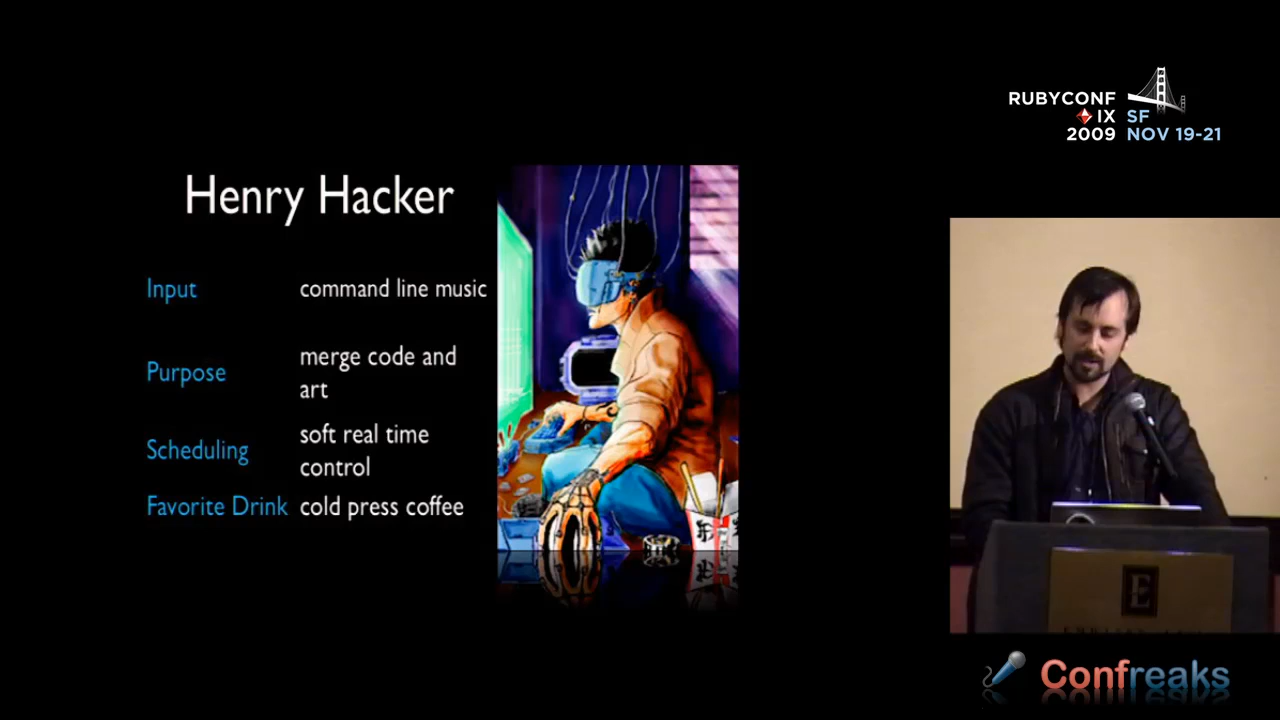 RUBYCONF
IX SF
2009 NOV 19-21
Henry Hacker
Input command line music
Purpose merge code and
art
Scheduling soft real time
control
Favorite Drink cold press coffee
E
Confreaks